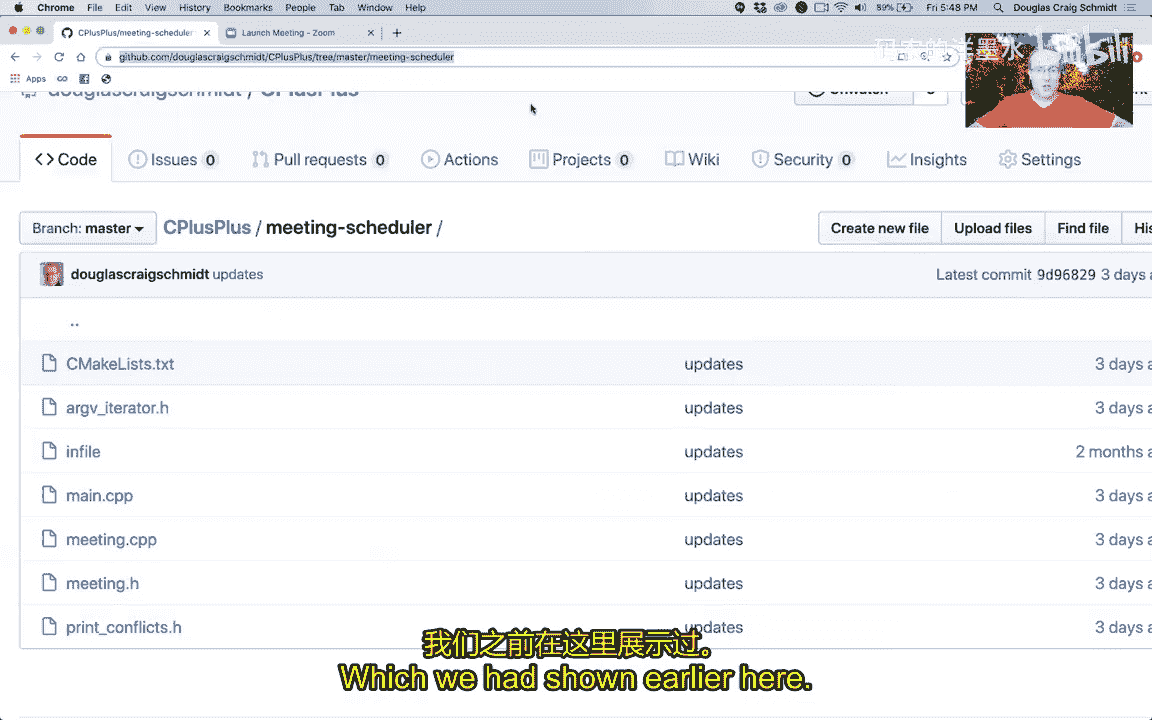 Chrome File Edit View History Bookmarks People Tab Window Help 89% Fri 5:48 PM Douglas Craig Schmidt
CPlusPlus/meeting-scheduler Launch Meeting - Zoom
github.com/douglascraigschmidt/CPlusPlus/tree/master/meeting-scheduler
Apps
douglascraigschmidt / CPlusPlus Unwatch
Code Issues 0 Pull requests 0 Actions Projects 0 Wiki Security 0 Insights Settings
Branch: master CPlusPlus / meeting-scheduler / Create new file Upload files Find file His
douglascraigschmidt updates Latest commit 9d96829 3 days a
..
CMakeLists.txt updates 3 days a
argv_iterator.h updates 3 days a
infile updates 2 months a
main.cpp updates 3 days a
meeting.cpp updates 3 days a
meeting.h updates 3 days a
print_conflicts.h updates 3 days a
我们之前在这里展示过。
Which we had shown earlier here.